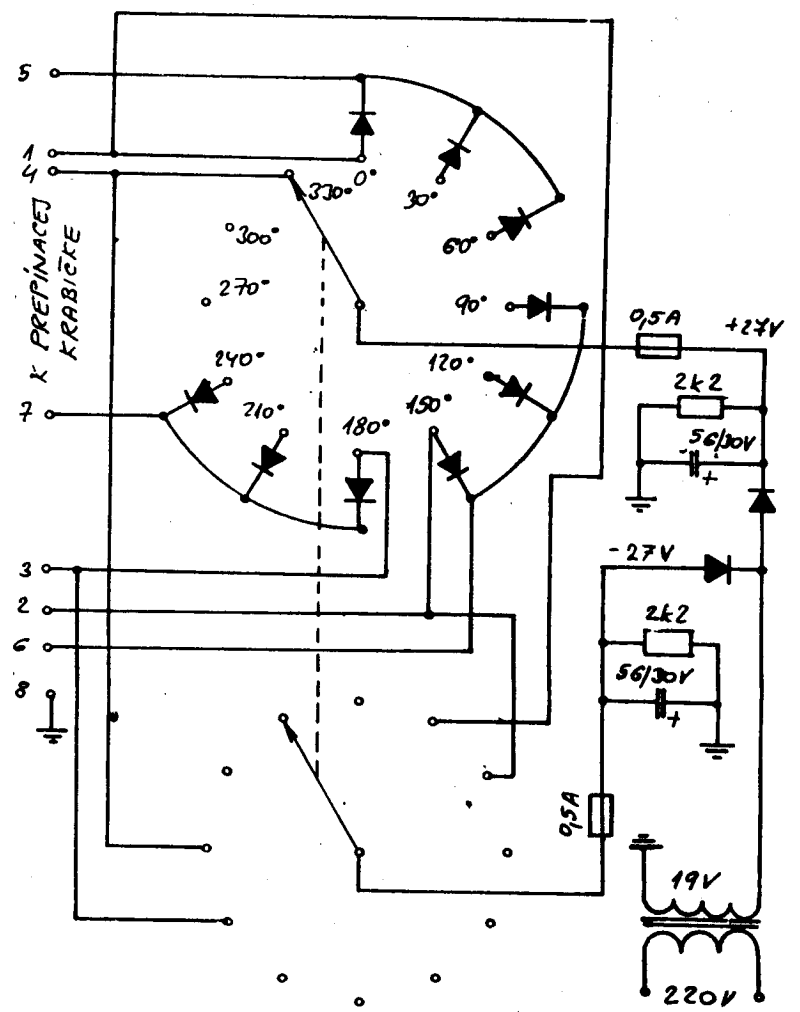 5
1
4
K PREPÍNACEJ
KRABIČKE
7
3
2
6
8
0°
330°
30°
300°
60°
270°
90°
240°
120°
210°
150°
180°
0,5A
+27V
2k2
56/30V
+
-27V
2k2
56/30V
+
0,5A
19V
220V